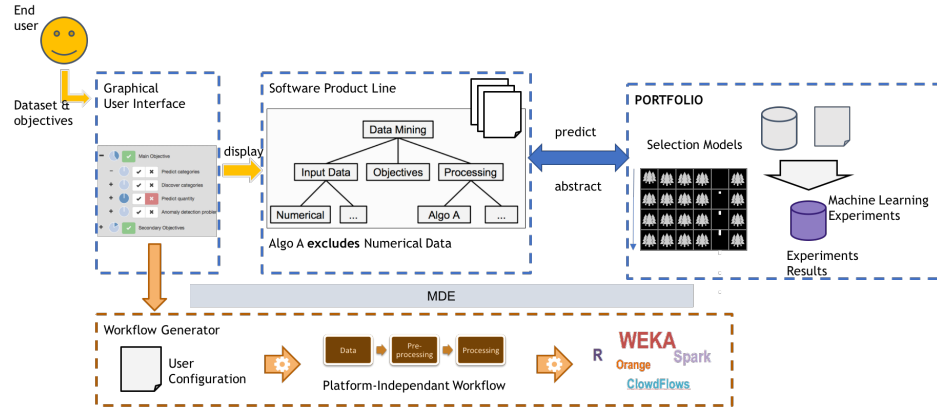 End
user
Dataset &
objectives
Graphical
User Interface
Main Objective
Predict categories
Discover categories
Predict quantity
Anomaly detection problem
Secondary Objectives
display
Software Product Line
Data Mining
Input Data
Objectives
Processing
Numerical
...
Algo A
...
Algo A excludes Numerical Data
predict
abstract
PORTFOLIO
Selection Models
Machine Learning
Experiments
Experiments
Results
MDE
Workflow Generator
User
Configuration
Data
Pre-
processing
Processing
Platform-Independant Workflow
WEKA
R
Spark
Orange
ClowdFlows